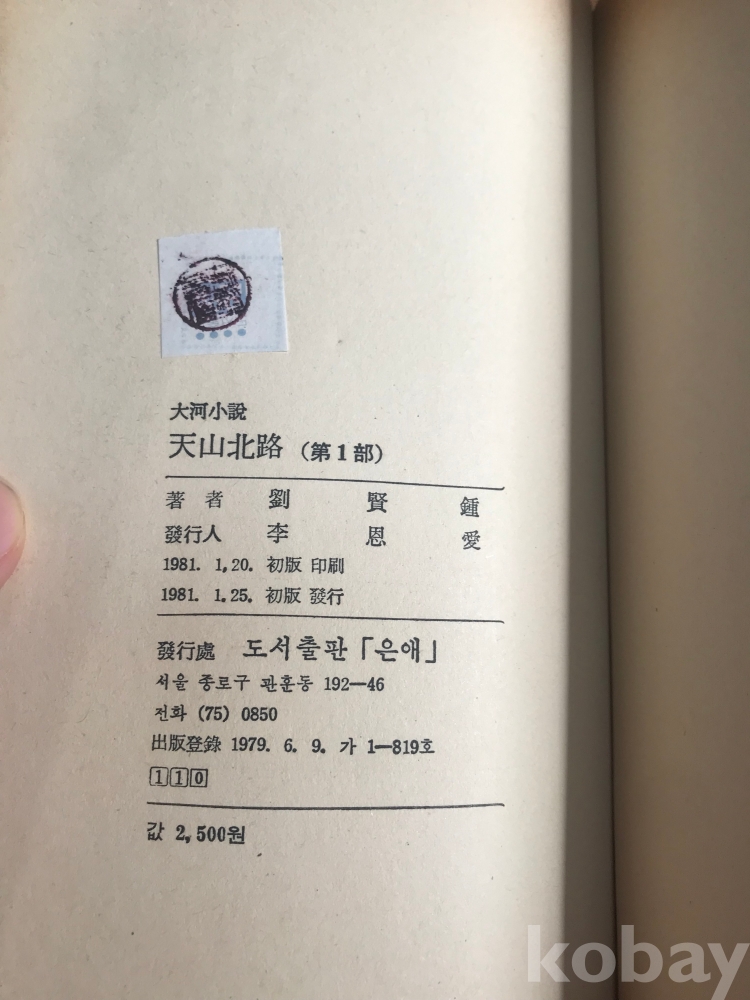 大河小說
天山北路 (第1部)
著 者 劉 賢 鍾
發行人 李 恩 愛
1981. 1.20. 初版 印刷
1981. 1.25. 初版 發行
發行處 도서출판「은애」
서울 종로구 관훈동 192—46
전화 (75) 0850
出版登錄 1979. 6. 9. 가 1—819호
110
값 2,500원
kobay